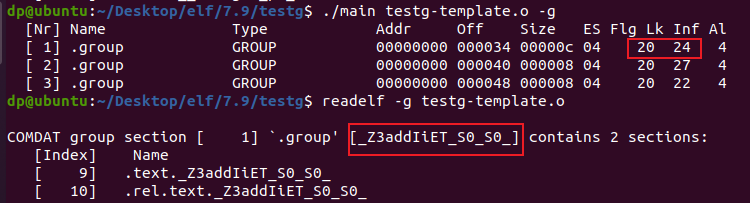 dp@ubuntu:~/Desktop/elf/7.9/testg$ ./main testg-template.o -g
[Nr] Name Type Addr Off Size ES Flg Lk Inf Al
[ 1] .group GROUP 00000000 000034 00000c 04 20 24 4
[ 2] .group GROUP 00000000 000040 000008 04 20 27 4
[ 3] .group GROUP 00000000 000048 000008 04 20 22 4
dp@ubuntu:~/Desktop/elf/7.9/testg$ readelf -g testg-template.o
COMDAT group section [ 1] `.group' [_Z3addIiET_S0_S0_] contains 2 sections:
[Index] Name
[ 9] .text._Z3addIiET_S0_S0_
[ 10] .rel.text._Z3addIiET_S0_S0_